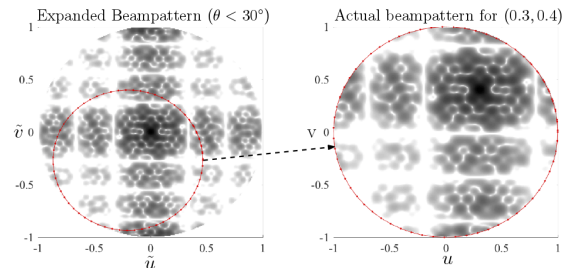 Expanded Beampattern (θ < 30°)
Actual beampattern for (0.3, 0.4)
1
0.5
ṽ 0
-0.5
-1
-1 -0.5 0 0.5 1
ũ
1
0.5
v 0
-0.5
-1
-1 -0.5 0 0.5 1
u